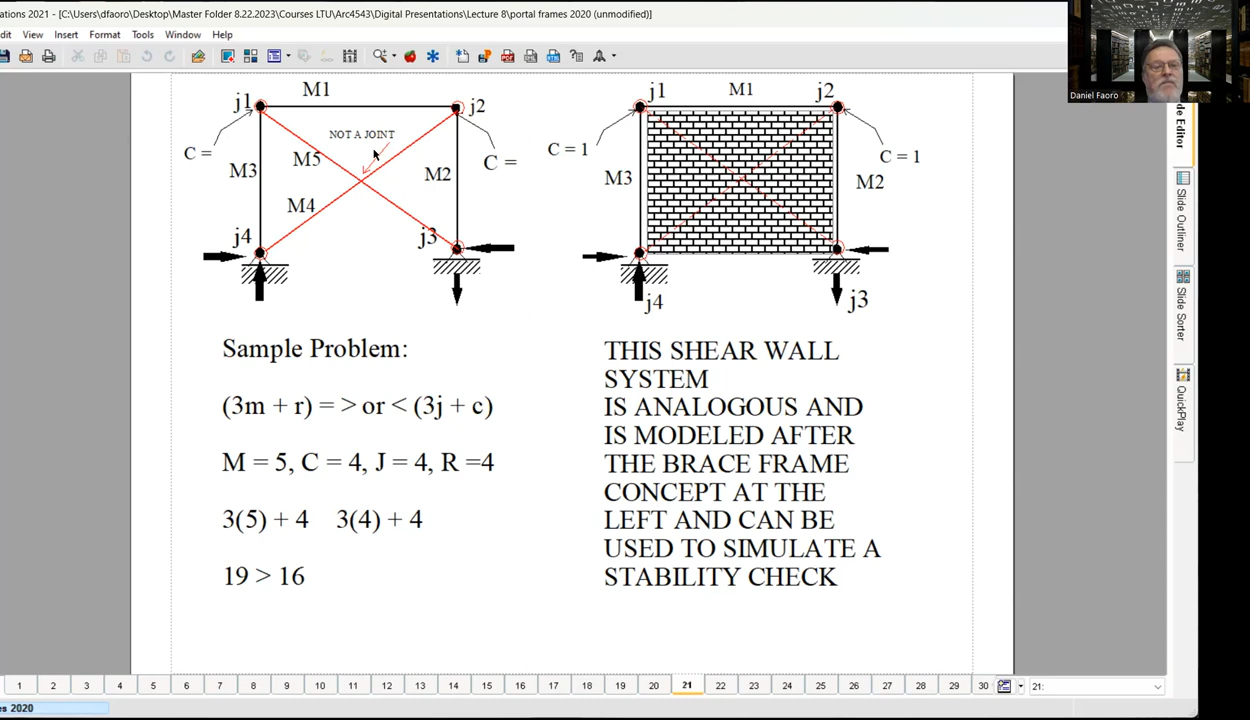 ations 2021 - [C:\Users\dfaoro\Desktop\Master Folder 8.22.2023\Courses LTU\Arc4543\Digital Presentations\Lecture 8\portal frames 2020 (unmodified)]
dit View Insert Format Tools Window Help
Daniel Faoro
j1 M1 j2
NOT A JOINT
C =
C =
M3
M5
M2
M4
j4
j3
j1 M1 j2
C = 1
C = 1
M3
M2
j4
j3
Sample Problem:
(3m + r) = > or < (3j + c)
M = 5, C = 4, J = 4, R =4
3(5) + 4 3(4) + 4
19 > 16
THIS SHEAR WALL
SYSTEM
IS ANALOGOUS AND
IS MODELED AFTER
THE BRACE FRAME
CONCEPT AT THE
LEFT AND CAN BE
USED TO SIMULATE A
STABILITY CHECK
de Editor
Slide Outliner
Slide Sorter
QuickPlay
1 2 3 4 5 6 7 8 9 10 11 12 13 14 15 16 17 18 19 20 21 22 23 24 25 26 27 28 29 30 21:
es 2020